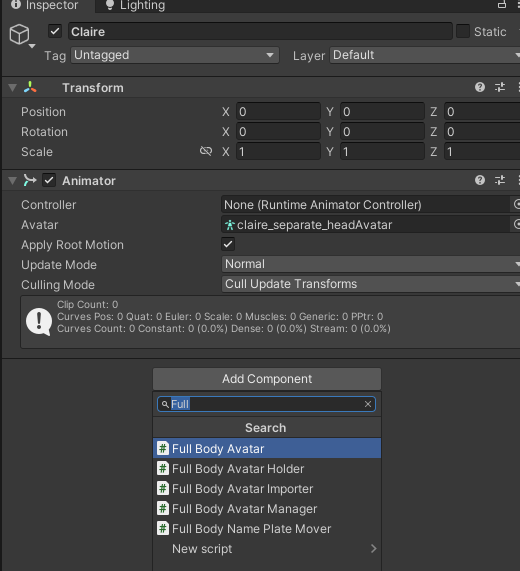 Inspector Lighting
Claire Static
Tag Untagged Layer Default
Transform
Position X 0 Y 0 Z 0
Rotation X 0 Y 0 Z 0
Scale X 1 Y 1 Z 1
Animator
Controller None (Runtime Animator Controller)
Avatar claire_separate_headAvatar
Apply Root Motion
Update Mode Normal
Culling Mode Cull Update Transforms
Clip Count: 0
Curves Pos: 0 Quat: 0 Euler: 0 Scale: 0 Muscles: 0 Generic: 0 PPtr: 0
Curves Count: 0 Constant: 0 (0.0%) Dense: 0 (0.0%) Stream: 0 (0.0%)
Add Component
Full
Search
Full Body Avatar
Full Body Avatar Holder
Full Body Avatar Importer
Full Body Avatar Manager
Full Body Name Plate Mover
New script